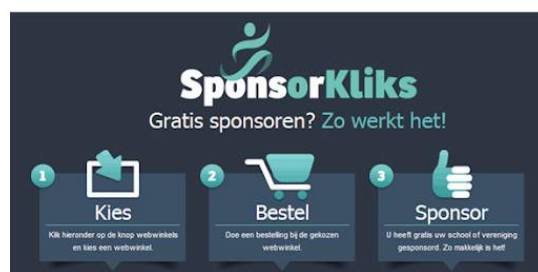 SponsorKliks
Gratis sponsoren? Zo werkt het!
1
Kies
Klik hieronder op de knop webwinkels
en kies een webwinkel.
2
Bestel
Doe een bestelling bij de gekozen
webwinkel.
3
Sponsor
U heeft gratis uw school of vereniging
gesponsord. Zo makkelijk is het!